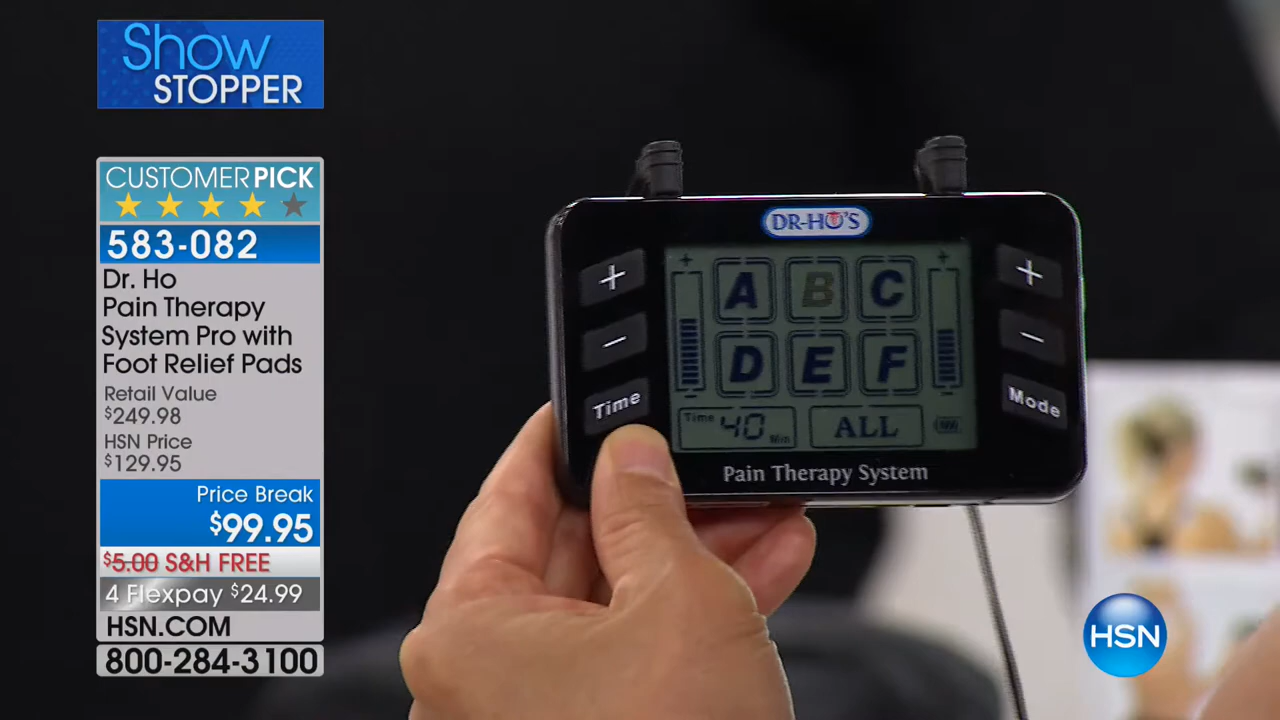 Show
STOPPER
CUSTOMER PICK
583-082
Dr. Ho
Pain Therapy
System Pro with
Foot Relief Pads
Retail Value
$249.98
HSN Price
$129.95
Price Break
$99.95
$5.00 S&H FREE
4 Flexpay $24.99
HSN.COM
800-284-3100
DR-HO'S
+ + + +
A B C
- -
D E F
- -
Time Mode
Time 40 Min ALL
Pain Therapy System
HSN